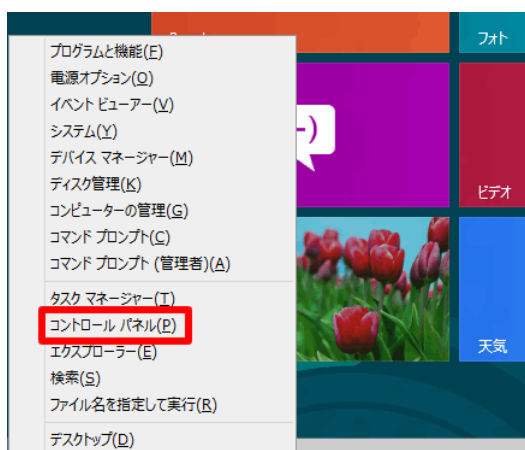 プログラムと機能(F)
電源オプション(O)
イベント ビューアー(V)
システム(Y)
デバイス マネージャー(M)
ディスク管理(K)
コンピューターの管理(G)
コマンド プロンプト(C)
コマンド プロンプト (管理者)(A)
タスク マネージャー(T)
コントロール パネル(P)
エクスプローラー(E)
検索(S)
ファイル名を指定して実行(R)
デスクトップ(D)
フォト
ビデオ
天気